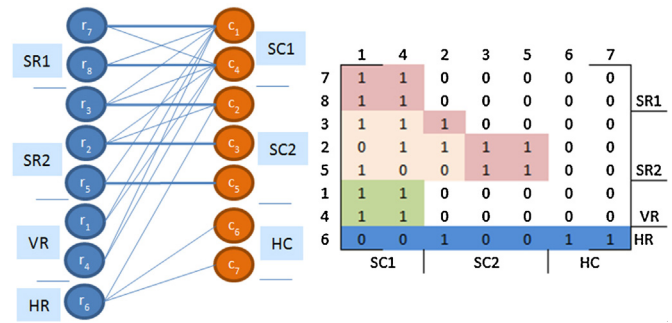 r7 c1
SR1 SC1
r8 c4
r3 c2
r2 c3
SR2 SC2
r5 c5
r1 c6
VR HC
r4 c7
HR r6
1 4 2 3 5 6 7
7 1 1 0 0 0 0 0
8 1 1 0 0 0 0 0 SR1
3 1 1 1 0 0 0 0
2 0 1 1 1 1 0 0
5 1 0 0 1 1 0 0 SR2
1 1 1 0 0 0 0 0
4 1 1 0 0 0 0 0 VR
6 0 0 1 0 0 1 1 HR
SC1 SC2 HC